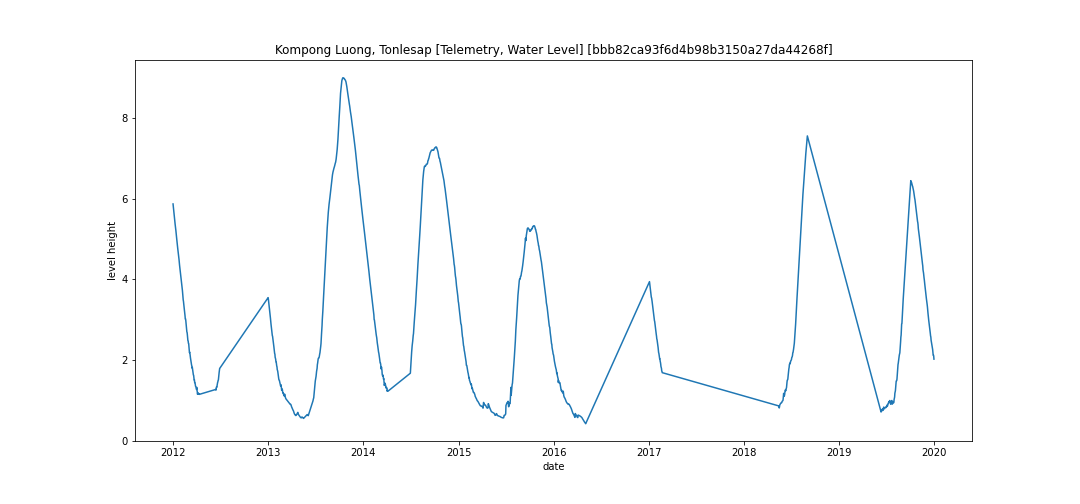 Kompong Luong, Tonlesap [Telemetry, Water Level] [bbb82ca93f6d4b98b3150a27da44268f]
level height
8
6
4
2
0
2012 2013 2014 2015 2016 2017 2018 2019 2020
date